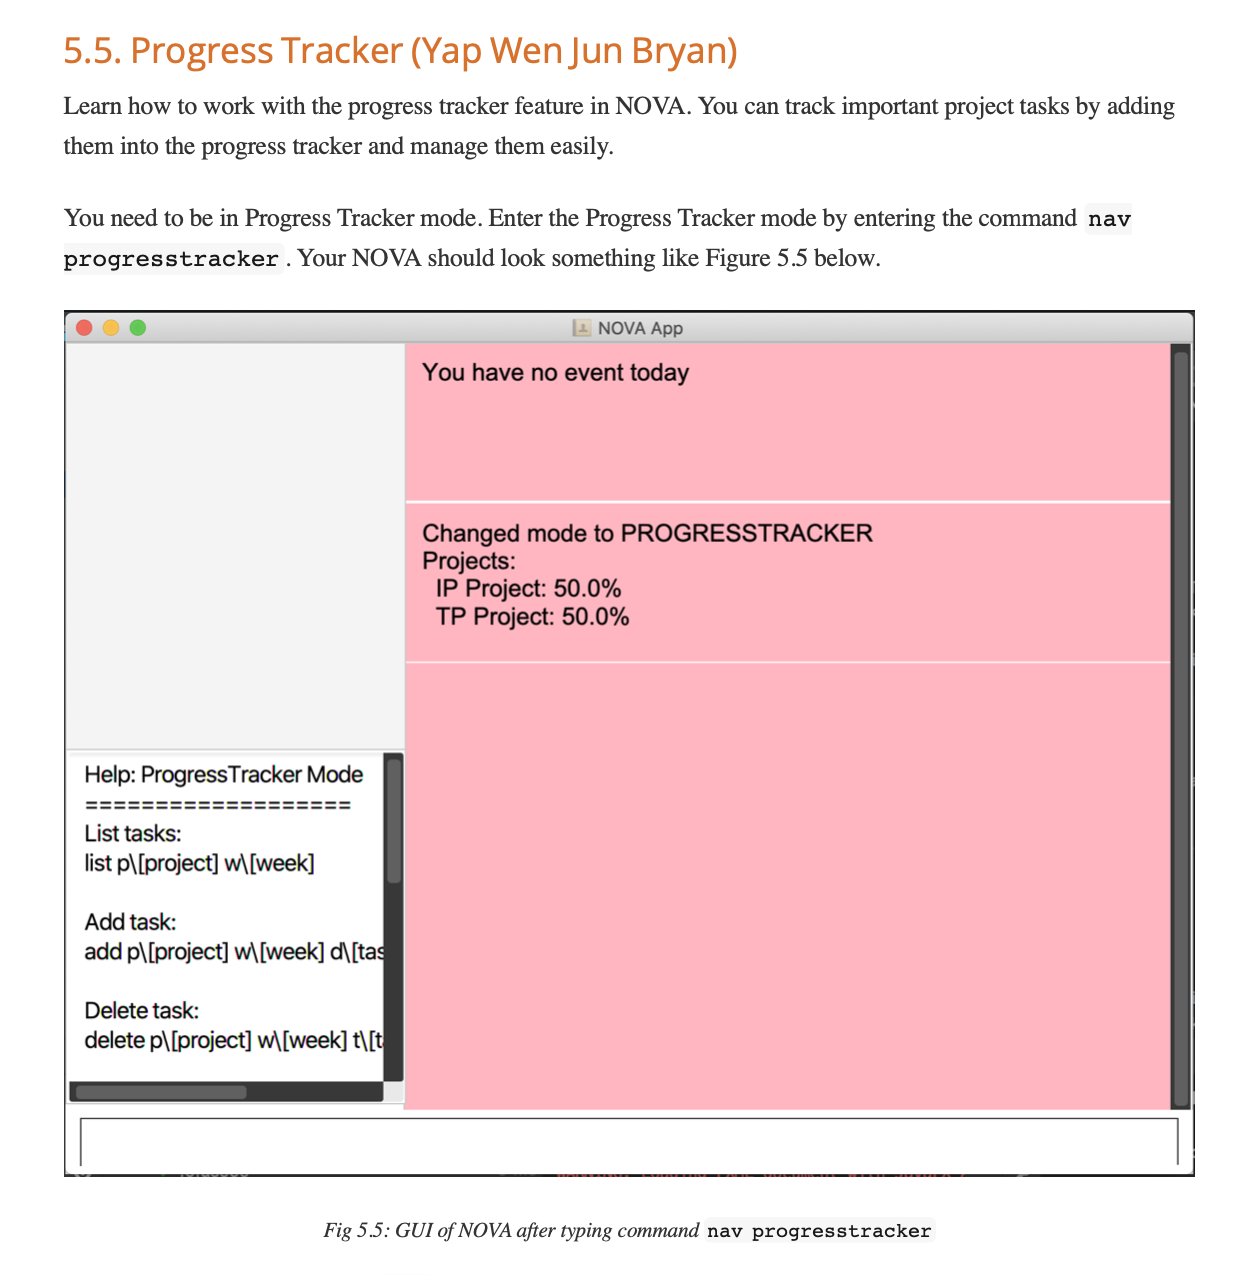 5.5. Progress Tracker (Yap Wen Jun Bryan)
Learn how to work with the progress tracker feature in NOVA. You can track important project tasks by adding
them into the progress tracker and manage them easily.
You need to be in Progress Tracker mode. Enter the Progress Tracker mode by entering the command nav
progresstracker. Your NOVA should look something like Figure 5.5 below.
NOVA App
You have no event today
Changed mode to PROGRESSTRACKER
Projects:
IP Project: 50.0%
TP Project: 50.0%
Help: ProgressTracker Mode
===================
List tasks:
list p\[project] w\[week]
Add task:
add p\[project] w\[week] d\[tas
Delete task:
delete p\[project] w\[week] t\[t
Fig 5.5: GUI of NOVA after typing command nav progresstracker